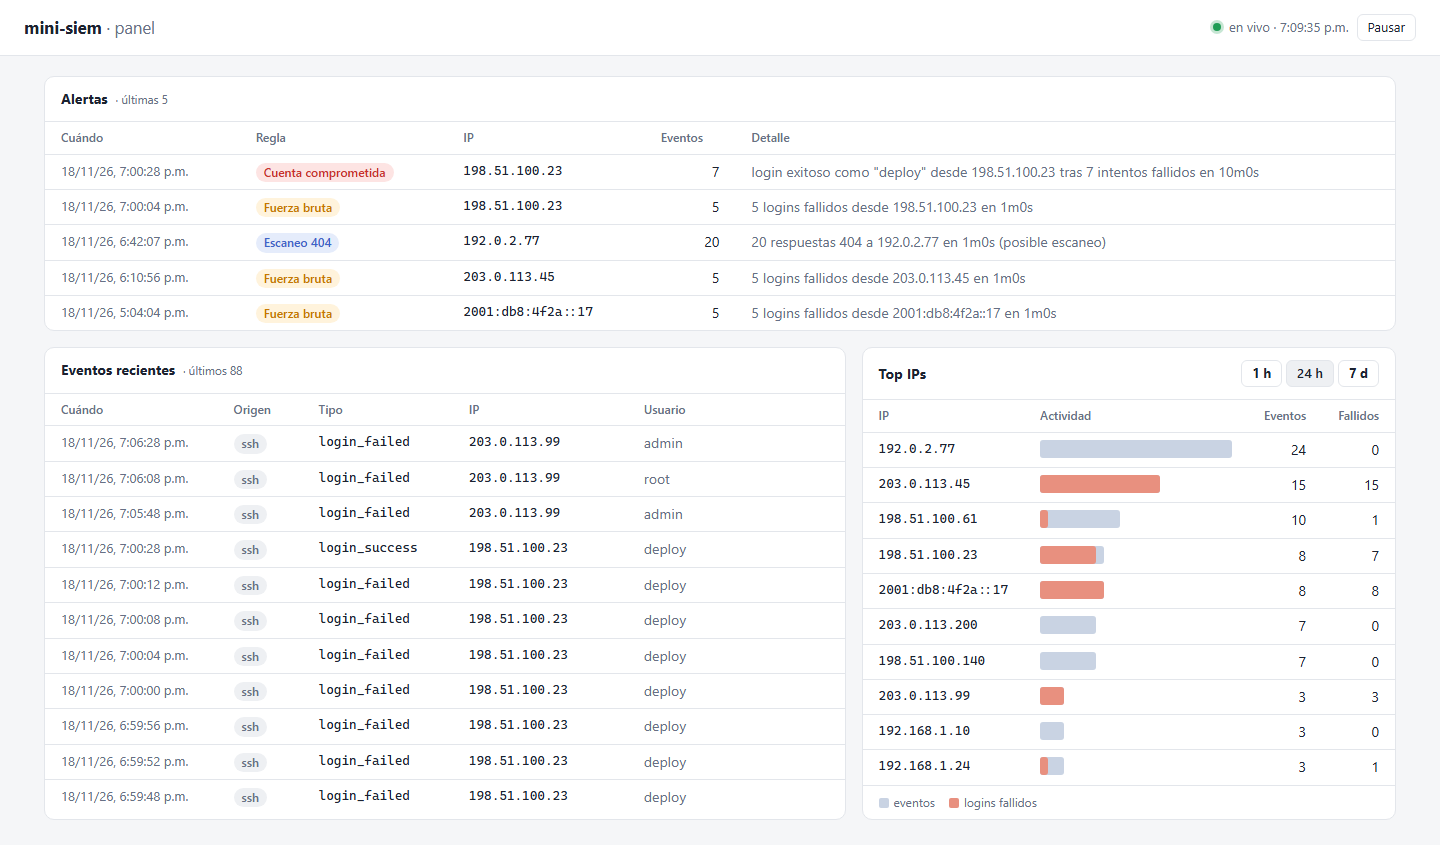 mini-siem · panel
en vivo · 7:09:35 p.m. Pausar
Alertas · últimas 5
Cuándo Regla IP Eventos Detalle
18/11/26, 7:00:28 p.m. Cuenta comprometida 198.51.100.23 7 login exitoso como "deploy" desde 198.51.100.23 tras 7 intentos fallidos en 10m0s
18/11/26, 7:00:04 p.m. Fuerza bruta 198.51.100.23 5 5 logins fallidos desde 198.51.100.23 en 1m0s
18/11/26, 6:42:07 p.m. Escaneo 404 192.0.2.77 20 20 respuestas 404 a 192.0.2.77 en 1m0s (posible escaneo)
18/11/26, 6:10:56 p.m. Fuerza bruta 203.0.113.45 5 5 logins fallidos desde 203.0.113.45 en 1m0s
18/11/26, 5:04:04 p.m. Fuerza bruta 2001:db8:4f2a::17 5 5 logins fallidos desde 2001:db8:4f2a::17 en 1m0s
Eventos recientes · últimos 88
Cuándo Origen Tipo IP Usuario
18/11/26, 7:06:28 p.m. ssh login_failed 203.0.113.99 admin
18/11/26, 7:06:08 p.m. ssh login_failed 203.0.113.99 root
18/11/26, 7:05:48 p.m. ssh login_failed 203.0.113.99 admin
18/11/26, 7:00:28 p.m. ssh login_success 198.51.100.23 deploy
18/11/26, 7:00:12 p.m. ssh login_failed 198.51.100.23 deploy
18/11/26, 7:00:08 p.m. ssh login_failed 198.51.100.23 deploy
18/11/26, 7:00:04 p.m. ssh login_failed 198.51.100.23 deploy
18/11/26, 7:00:00 p.m. ssh login_failed 198.51.100.23 deploy
18/11/26, 6:59:56 p.m. ssh login_failed 198.51.100.23 deploy
18/11/26, 6:59:52 p.m. ssh login_failed 198.51.100.23 deploy
18/11/26, 6:59:48 p.m. ssh login_failed 198.51.100.23 deploy
Top IPs 1 h 24 h 7 d
IP Actividad Eventos Fallidos
192.0.2.77 24 0
203.0.113.45 15 15
198.51.100.61 10 1
198.51.100.23 8 7
2001:db8:4f2a::17 8 8
203.0.113.200 7 0
198.51.100.140 7 0
203.0.113.99 3 3
192.168.1.10 3 0
192.168.1.24 3 1
eventos logins fallidos